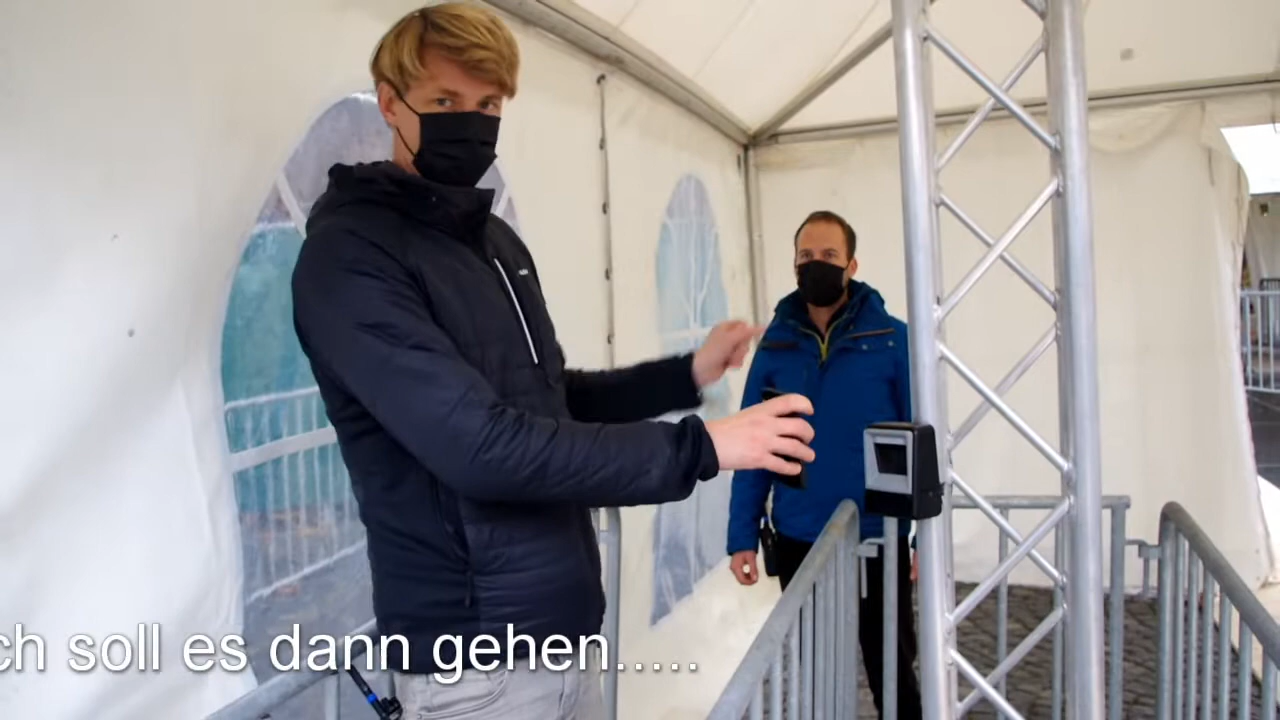 ch soll es dann gehen.....